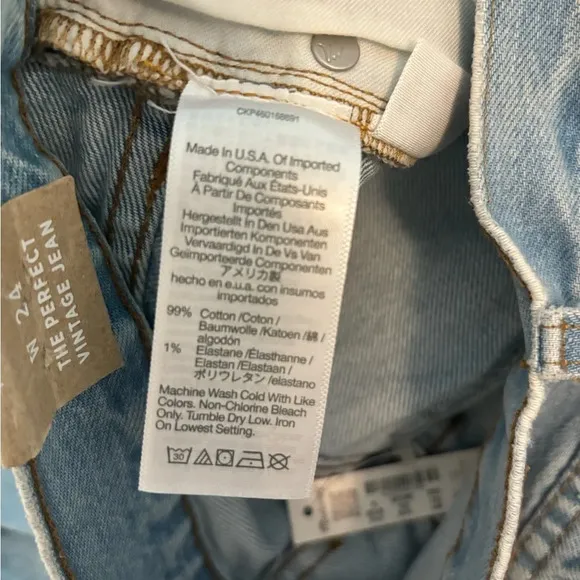 CKP460168691
Made In U.S.A. Of Imported
Components
Fabriqué Aux États-Unis
À Partir De Composants
Importés
Hergestellt In Den Usa Aus
Importierten Komponenten
Vervaardigd In De Vs Van
Geïmporteerde Componenten
アメリカ製
hecho en e.u.a. con insumos
importados
99% Cotton /Coton /
Baumwolle /Katoen /綿 /
algodón
1% Elastane /Élasthanne /
Elastan /Elastaan /
ポリウレタン /elastano
Machine Wash Cold With Like
Colors. Non-Chlorine Bleach
Only. Tumble Dry Low. Iron
On Lowest Setting.
30
W 24
THE PERFECT
VINTAGE JEAN